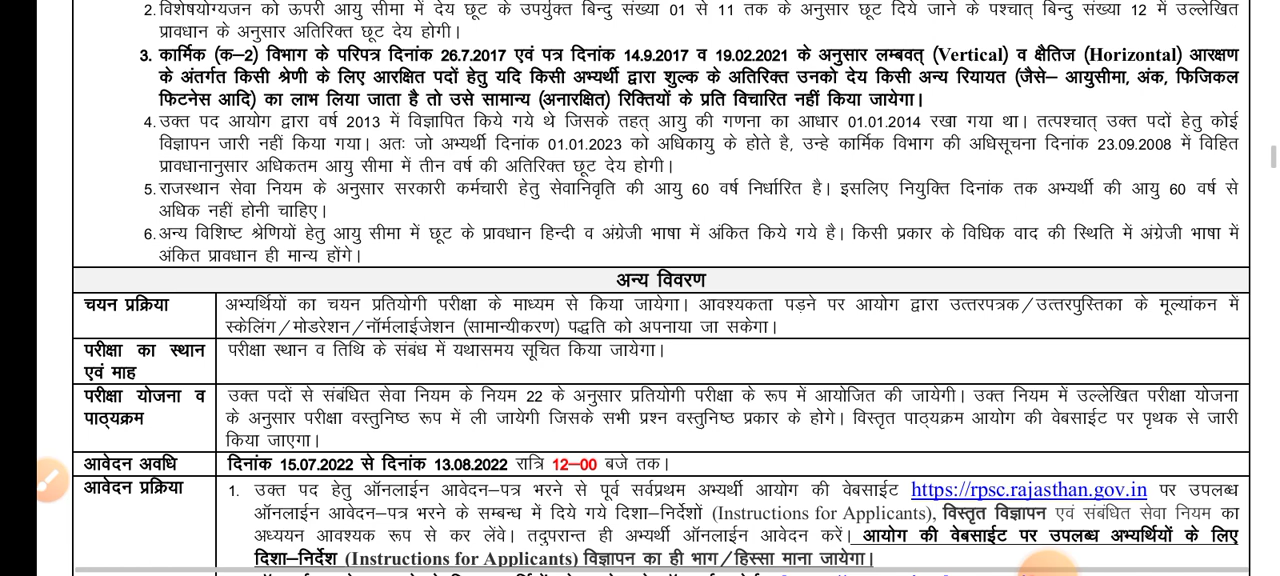 2. विशेषयोग्यजन को ऊपरी आयु सीमा में देय छूट के उपर्युक्त बिन्दु संख्या 01 से 11 तक के अनुसार छूट दिये जाने के पश्चात् बिन्दु संख्या 12 में उल्लेखित
प्रावधान के अनुसार अतिरिक्त छूट देय होगी।
3. कार्मिक (क–2) विभाग के परिपत्र दिनांक 26.7.2017 एवं पत्र दिनांक 14.9.2017 व 19.02.2021 के अनुसार लम्बवत् (Vertical) व क्षैतिज (Horizontal) आरक्षण
के अंतर्गत किसी श्रेणी के लिए आरक्षित पदों हेतु यदि किसी अभ्यर्थी द्वारा शुल्क के अतिरिक्त उनको देय किसी अन्य रियायत (जैसे– आयुसीमा, अंक, फिजिकल
फिटनेस आदि) का लाभ लिया जाता है तो उसे सामान्य (अनारक्षित) रिक्तियों के प्रति विचारित नहीं किया जायेगा।
4. उक्त पद आयोग द्वारा वर्ष 2013 में विज्ञापित किये गये थे जिसके तहत् आयु की गणना का आधार 01.01.2014 रखा गया था। तत्पश्चात् उक्त पदों हेतु कोई
विज्ञापन जारी नहीं किया गया। अतः जो अभ्यर्थी दिनांक 01.01.2023 को अधिकायु के होते है, उन्हे कार्मिक विभाग की अधिसूचना दिनांक 23.09.2008 में विहित
प्रावधानानुसार अधिकतम आयु सीमा में तीन वर्ष की अतिरिक्त छूट देय होगी।
5. राजस्थान सेवा नियम के अनुसार सरकारी कर्मचारी हेतु सेवानिवृति की आयु 60 वर्ष निर्धारित है। इसलिए नियुक्ति दिनांक तक अभ्यर्थी की आयु 60 वर्ष से
अधिक नहीं होनी चाहिए।
6. अन्य विशिष्ट श्रेणियों हेतु आयु सीमा में छूट के प्रावधान हिन्दी व अंग्रेजी भाषा में अंकित किये गये है। किसी प्रकार के विधिक वाद की स्थिति में अंग्रेजी भाषा में
अंकित प्रावधान ही मान्य होंगे।
अन्य विवरण
चयन प्रक्रिया अभ्यर्थियों का चयन प्रतियोगी परीक्षा के माध्यम से किया जायेगा। आवश्यकता पड़ने पर आयोग द्वारा उत्तरपत्रक/उत्तरपुस्तिका के मूल्यांकन में
स्केलिंग/मोडरेशन/नॉर्मलाईजेशन (सामान्यीकरण) पद्धति को अपनाया जा सकेगा।
परीक्षा का स्थान परीक्षा स्थान व तिथि के संबंध में यथासमय सूचित किया जायेगा।
एवं माह
परीक्षा योजना व उक्त पदों से संबंधित सेवा नियम के नियम 22 के अनुसार प्रतियोगी परीक्षा के रूप में आयोजित की जायेगी। उक्त नियम में उल्लेखित परीक्षा योजना
पाठ्यक्रम के अनुसार परीक्षा वस्तुनिष्ठ रूप में ली जायेगी जिसके सभी प्रश्न वस्तुनिष्ठ प्रकार के होगे। विस्तृत पाठ्यक्रम आयोग की वेबसाईट पर पृथक से जारी
किया जाएगा।
आवेदन अवधि दिनांक 15.07.2022 से दिनांक 13.08.2022 रात्रि 12–00 बजे तक।
आवेदन प्रक्रिया 1. उक्त पद हेतु ऑनलाईन आवेदन–पत्र भरने से पूर्व सर्वप्रथम अभ्यर्थी आयोग की वेबसाईट https://rpsc.rajasthan.gov.in पर उपलब्ध
ऑनलाईन आवेदन–पत्र भरने के सम्बन्ध में दिये गये दिशा–निर्देशों (Instructions for Applicants), विस्तृत विज्ञापन एवं संबंधित सेवा नियम का
अध्ययन आवश्यक रूप से कर लेंवे। तदुपरान्त ही अभ्यर्थी ऑनलाईन आवेदन करें। आयोग की वेबसाईट पर उपलब्ध अभ्यर्थियों के लिए
दिशा–निर्देश (Instructions for Applicants) विज्ञापन का ही भाग/हिस्सा माना जायेगा।